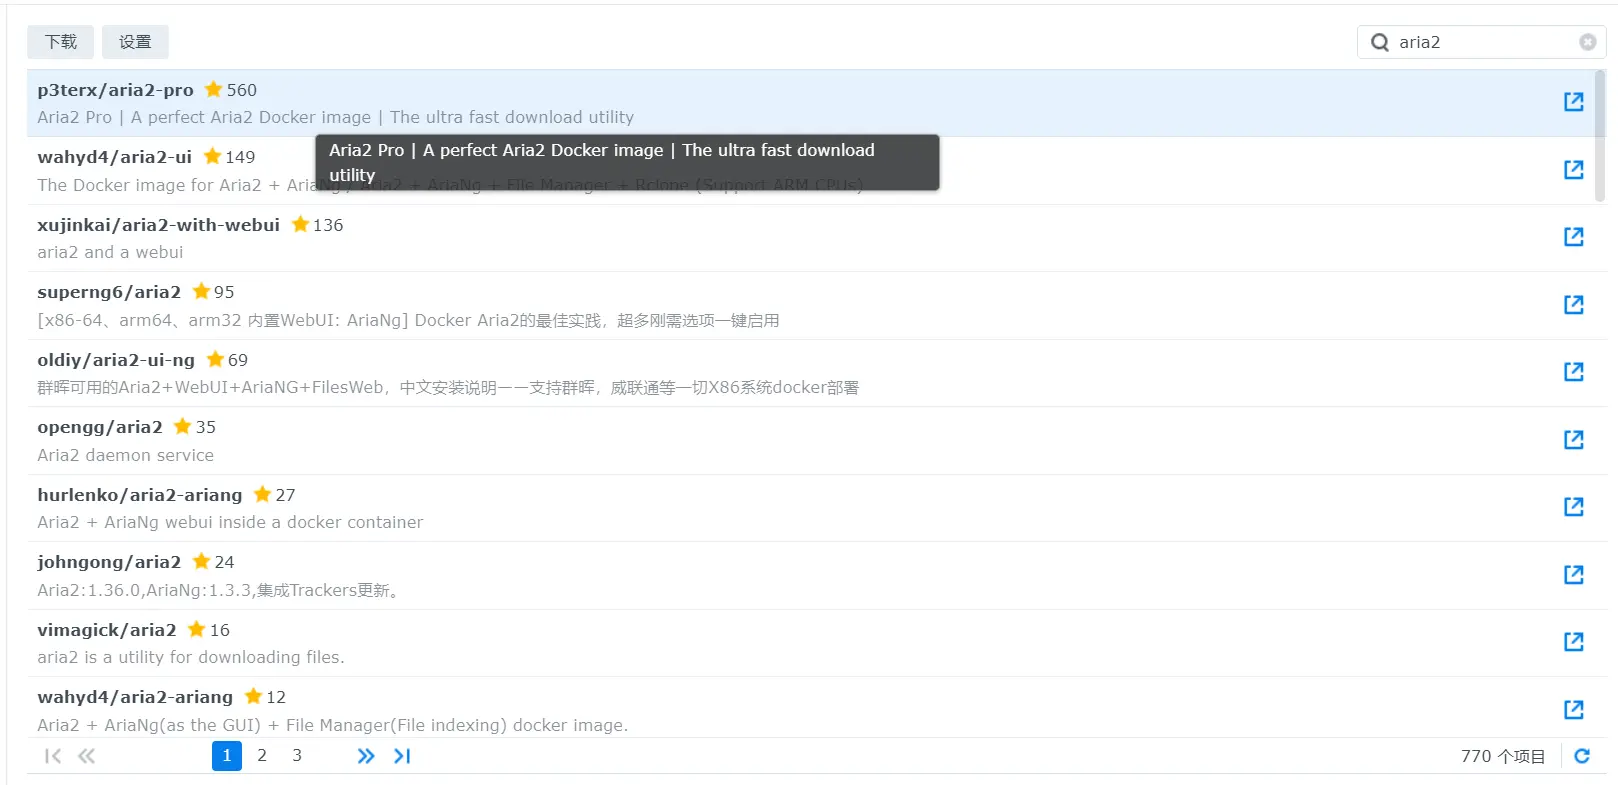 下载 设置 aria2
p3terx/aria2-pro 560
Aria2 Pro | A perfect Aria2 Docker image | The ultra fast download utility
Aria2 Pro | A perfect Aria2 Docker image | The ultra fast download
utility
wahyd4/aria2-ui 149
The Docker image for Aria2 + AriaNg / Aria2 + AriaNg + File Manager + Rclone (Support ARM CPUs)
xujinkai/aria2-with-webui 136
aria2 and a webui
superng6/aria2 95
[x86-64、arm64、arm32 内置WebUI: AriaNg] Docker Aria2的最佳实践，超多刚需选项一键启用
oldiy/aria2-ui-ng 69
群晖可用的Aria2+WebUI+AriaNG+FilesWeb，中文安装说明——支持群晖，威联通等一切X86系统docker部署
opengg/aria2 35
Aria2 daemon service
hurlenko/aria2-ariang 27
Aria2 + AriaNg webui inside a docker container
johngong/aria2 24
Aria2:1.36.0,AriaNg:1.3.3,集成Trackers更新。
vimagick/aria2 16
aria2 is a utility for downloading files.
wahyd4/aria2-ariang 12
Aria2 + AriaNg(as the GUI) + File Manager(File indexing) docker image.
1 2 3 770 个项目